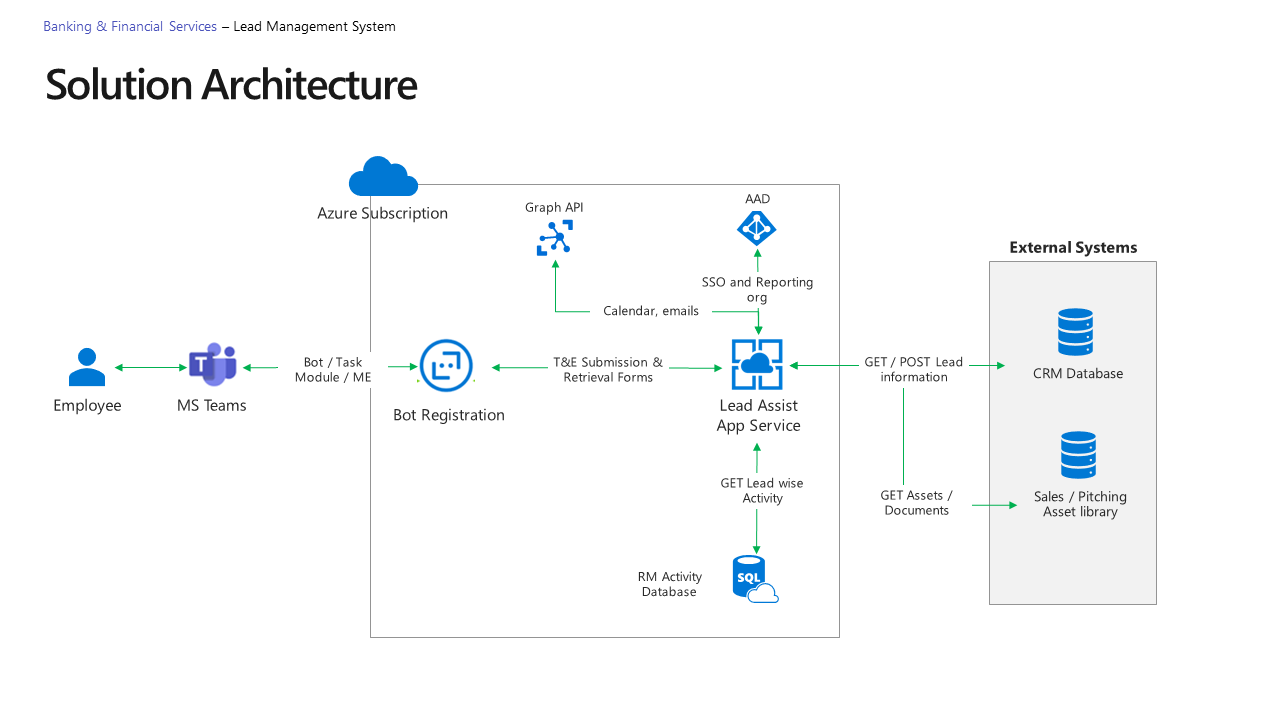 Banking & Financial Services – Lead Management System
Solution Architecture
Azure Subscription
Graph API
AAD
SSO and Reporting
org
Calendar, emails
External Systems
Employee
T
MS Teams
Bot / Task
Module / ME
Bot Registration
T&E Submission &
Retrieval Forms
Lead Assist
App Service
GET / POST Lead
information
CRM Database
GET Lead wise
Activity
GET Assets /
Documents
Sales / Pitching
Asset library
RM Activity
Database
SQL